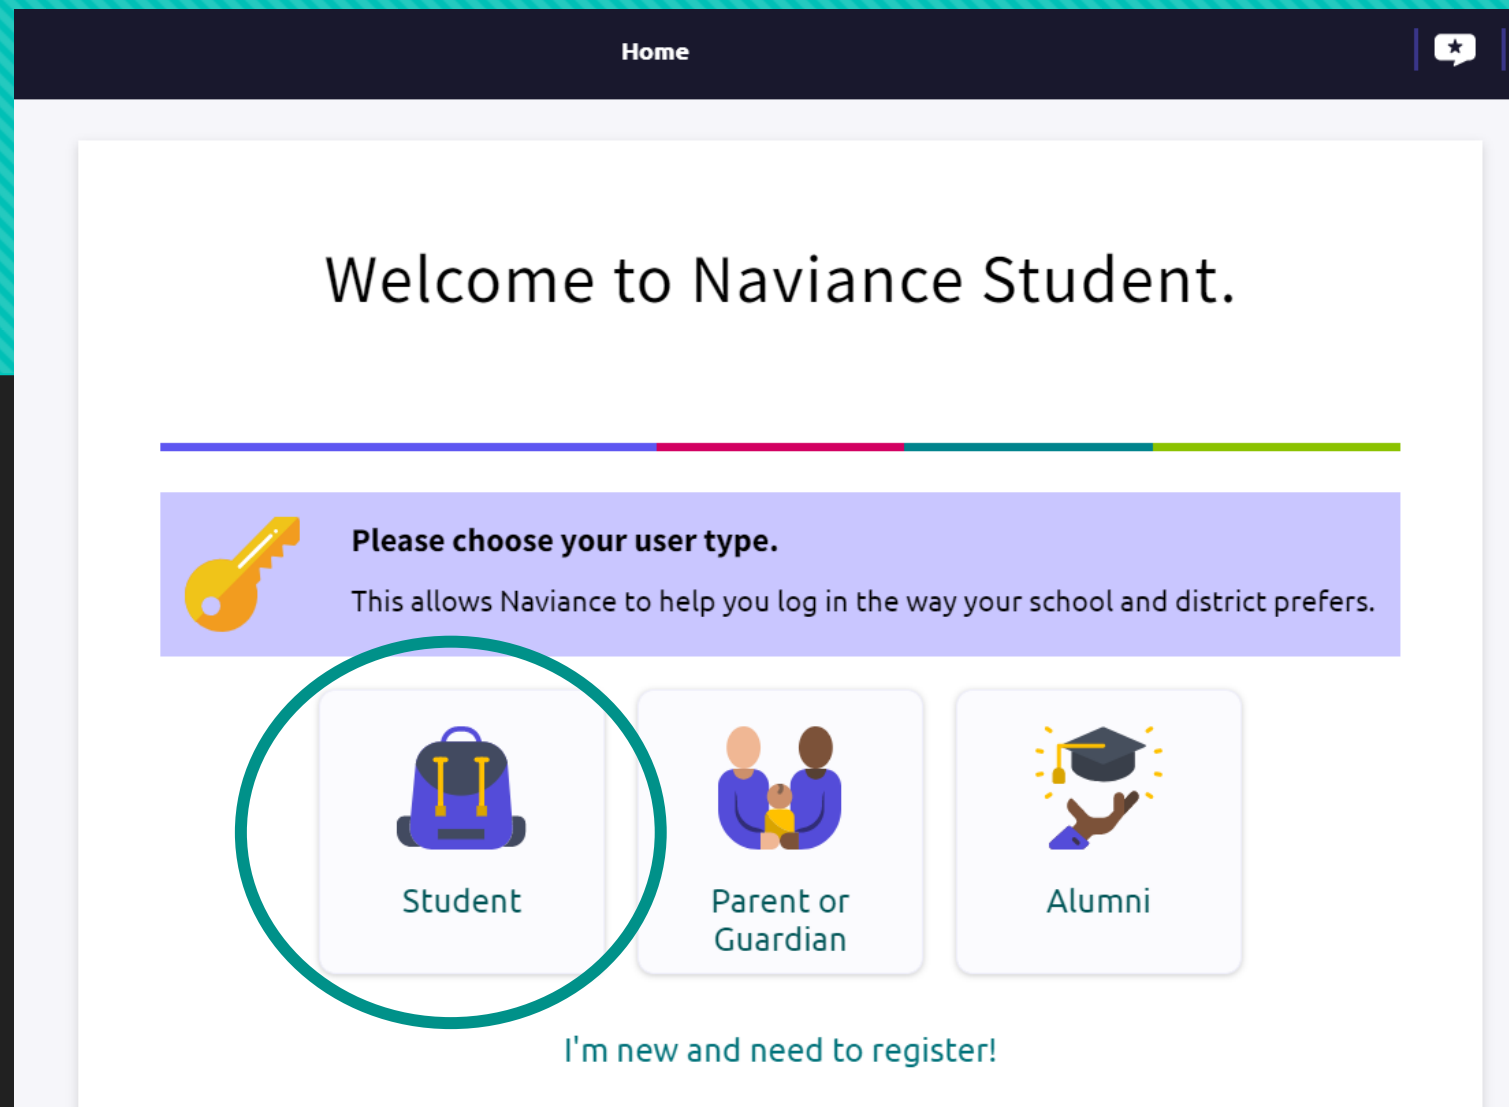 Home
Welcome to Naviance Student.
Please choose your user type.
This allows Naviance to help you log in the way your school and district prefers.
Student
Parent or
Guardian
Alumni
I'm new and need to register!